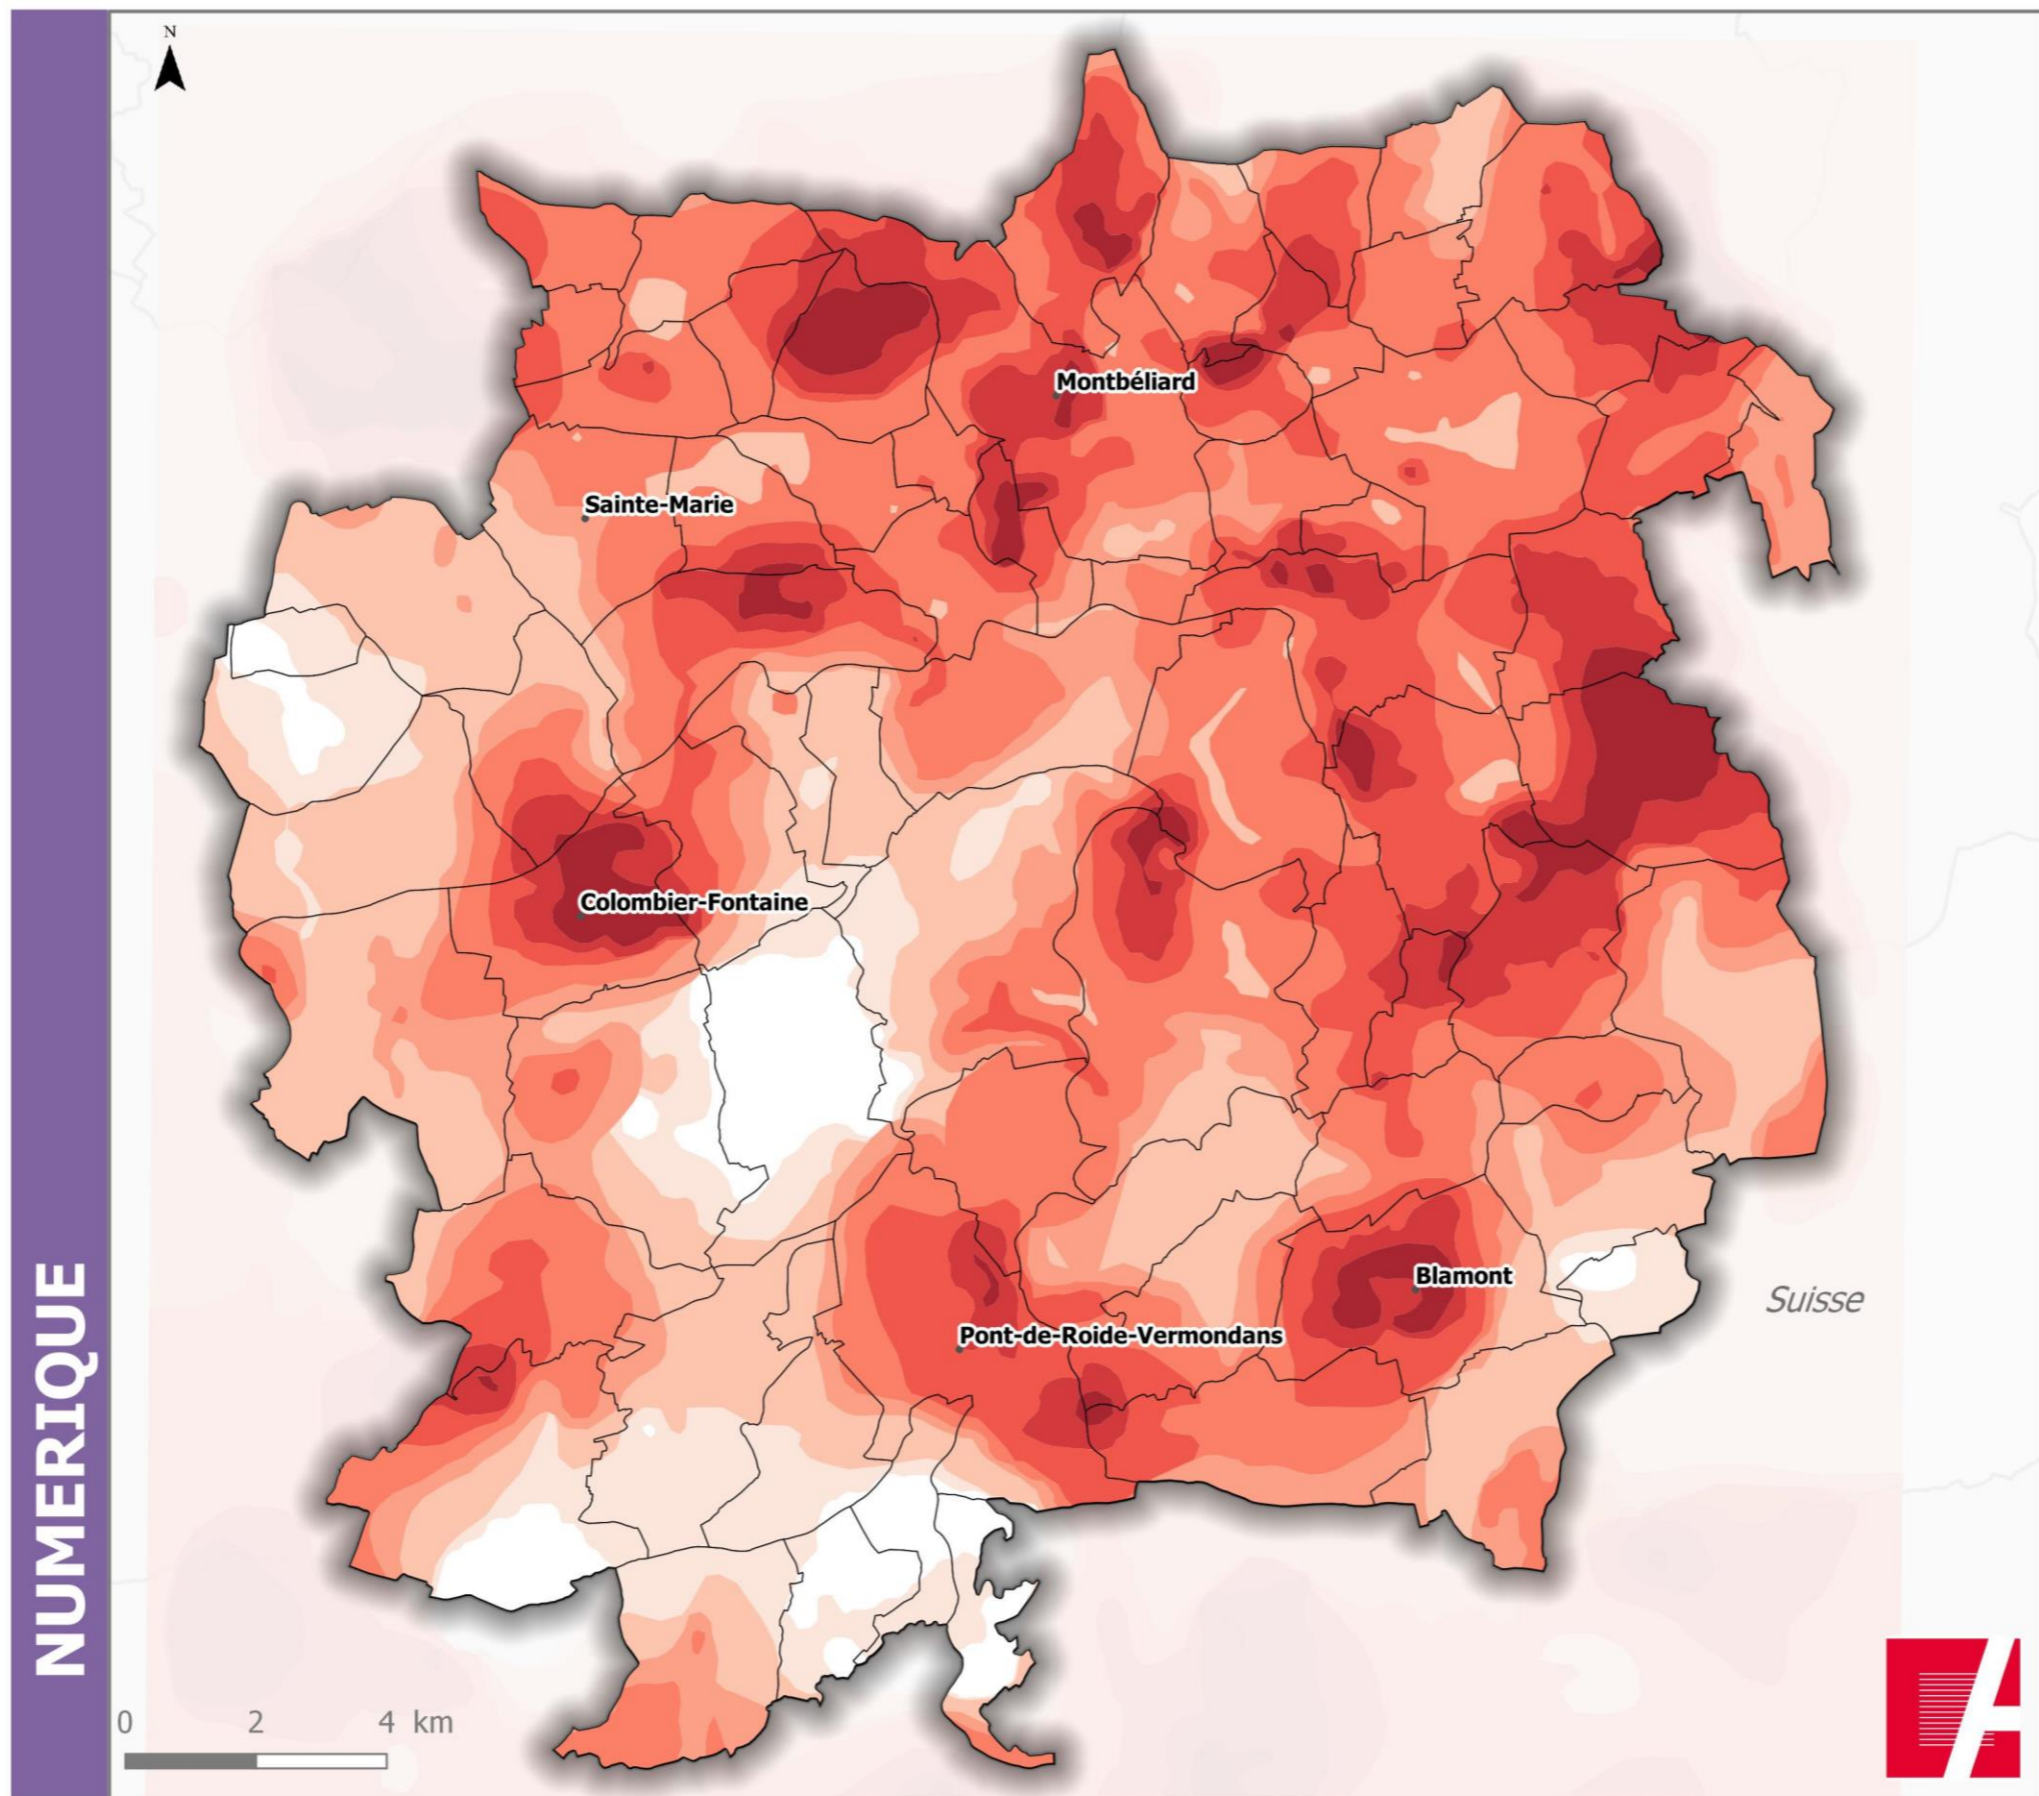 N
NUMERIQUE
Montbéliard
Sainte-Marie
Colombier-Fontaine
Blamont
Suisse
Pont-de-Roide-Vermondans
0 2 4 km